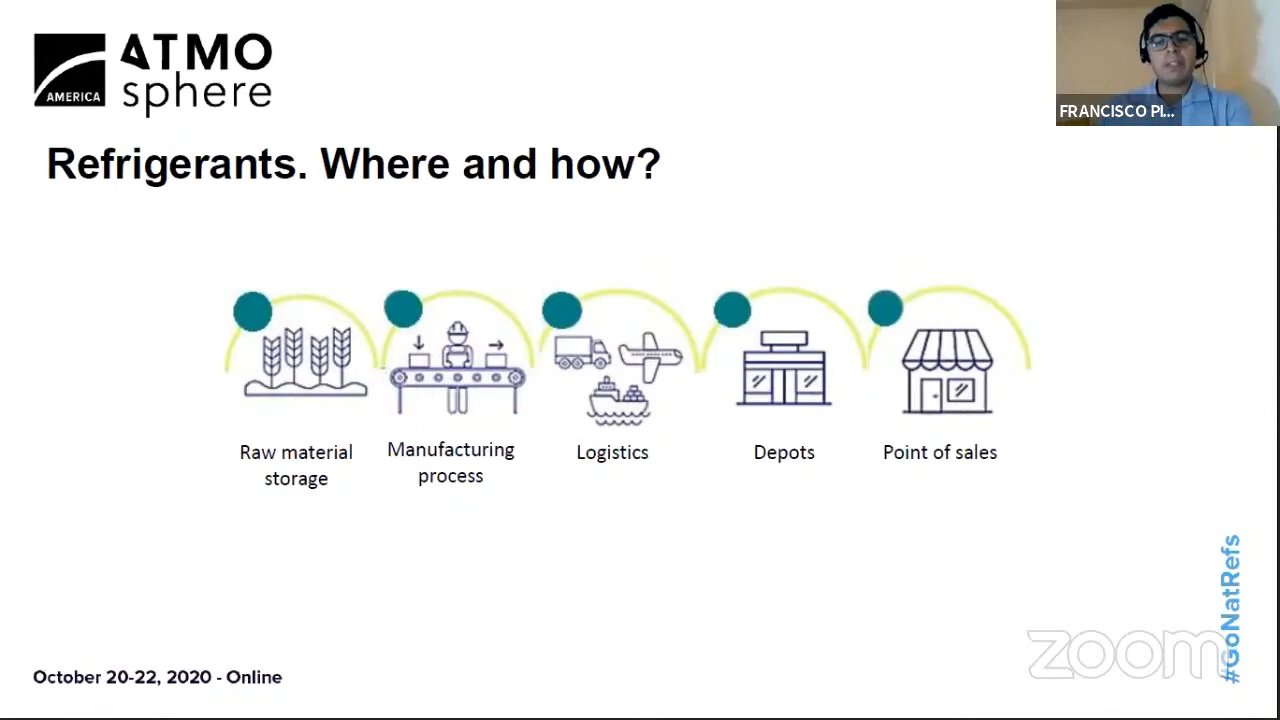 ATMO
sphere
AMERICA
FRANCISCO PI...
Refrigerants. Where and how?
Raw material
storage
Manufacturing
process
Logistics
Depots
Point of sales
#GoNatRefs
zoom
October 20-22, 2020 - Online